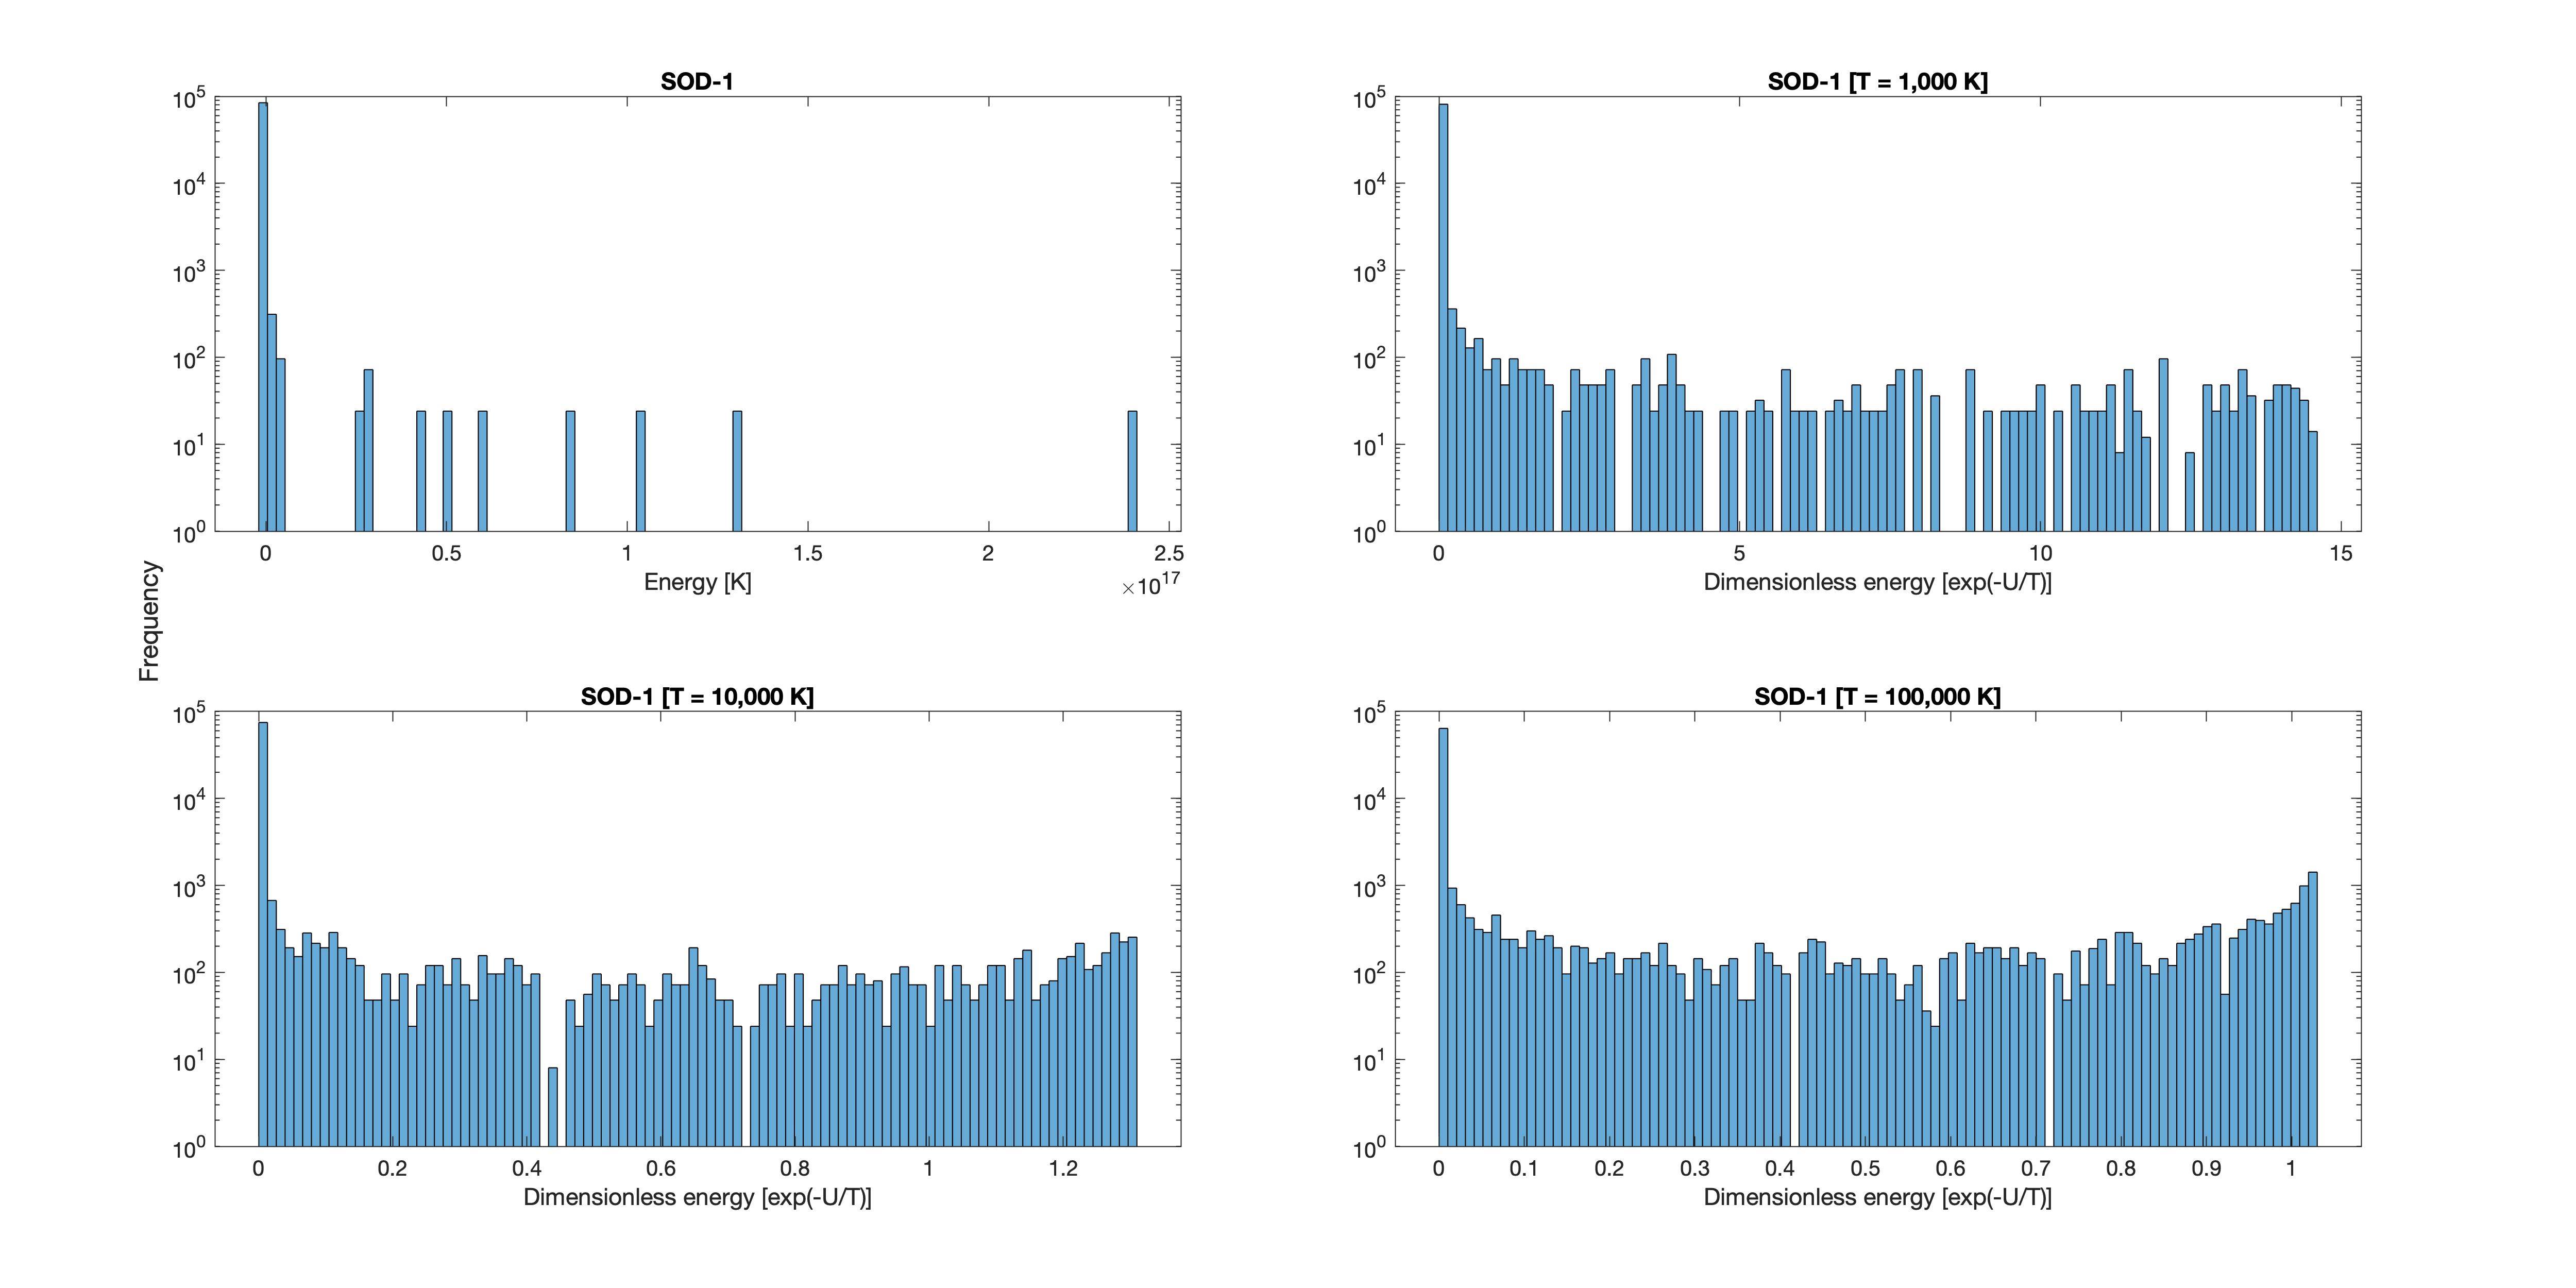 SOD-1
10^5
10^4
10^3
10^2
10^1
10^0
0 0.5 1 1.5 2 2.5
Energy [K]
×10^17
SOD-1 [T = 1,000 K]
10^5
10^4
10^3
10^2
10^1
10^0
0 5 10 15
Dimensionless energy [exp(-U/T)]
Frequency
SOD-1 [T = 10,000 K]
10^5
10^4
10^3
10^2
10^1
10^0
0 0.2 0.4 0.6 0.8 1 1.2
Dimensionless energy [exp(-U/T)]
SOD-1 [T = 100,000 K]
10^5
10^4
10^3
10^2
10^1
10^0
0 0.1 0.2 0.3 0.4 0.5 0.6 0.7 0.8 0.9 1
Dimensionless energy [exp(-U/T)]